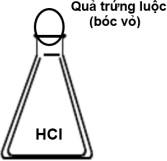 Quả trứng luộc
(bóc vỏ)
HCl